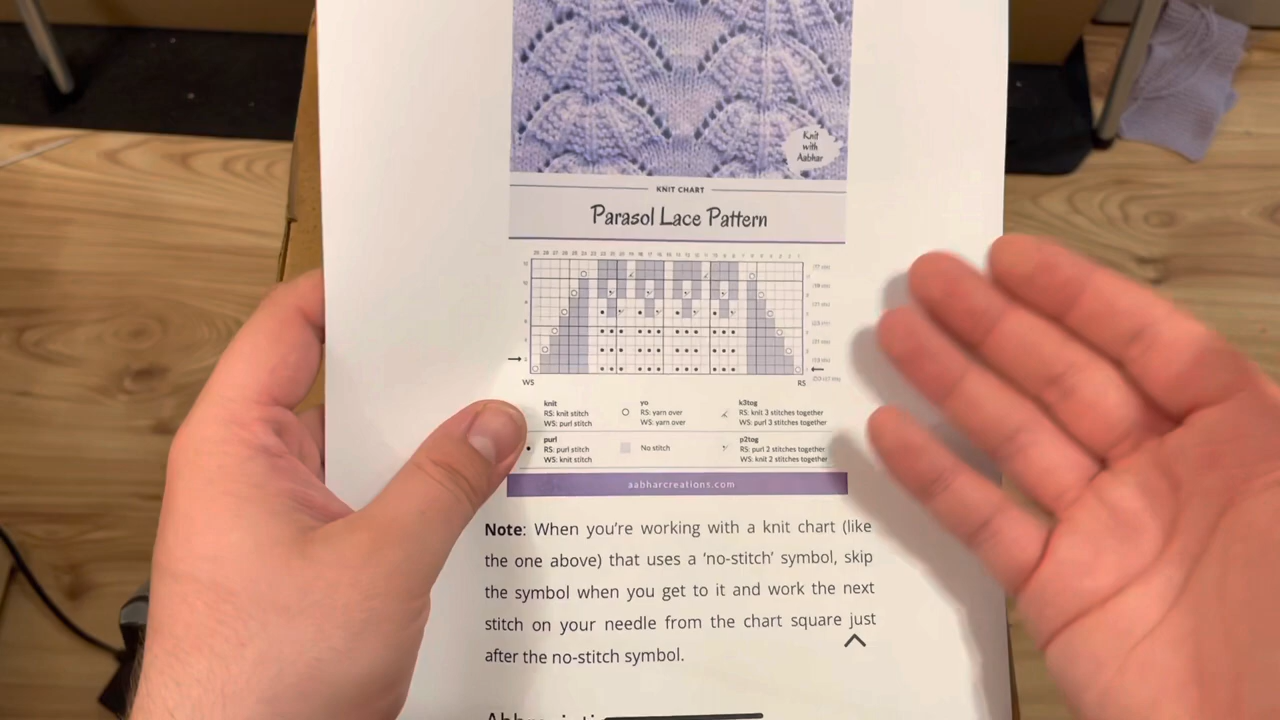 Knit
with
Aabhar
KNIT CHART
Parasol Lace Pattern
WS
RS
knit
RS: knit stitch
WS: purl stitch
yo
RS: yarn over
WS: yarn over
k3tog
RS: knit 3 stitches together
WS: purl 3 stitches together
purl
RS: purl stitch
WS: knit stitch
No stitch
p2tog
RS: purl 2 stitches together
WS: knit 2 stitches together
aabharcreations.com
Note: When you're working with a knit chart (like
the one above) that uses a 'no-stitch' symbol, skip
the symbol when you get to it and work the next
stitch on your needle from the chart square just
after the no-stitch symbol.